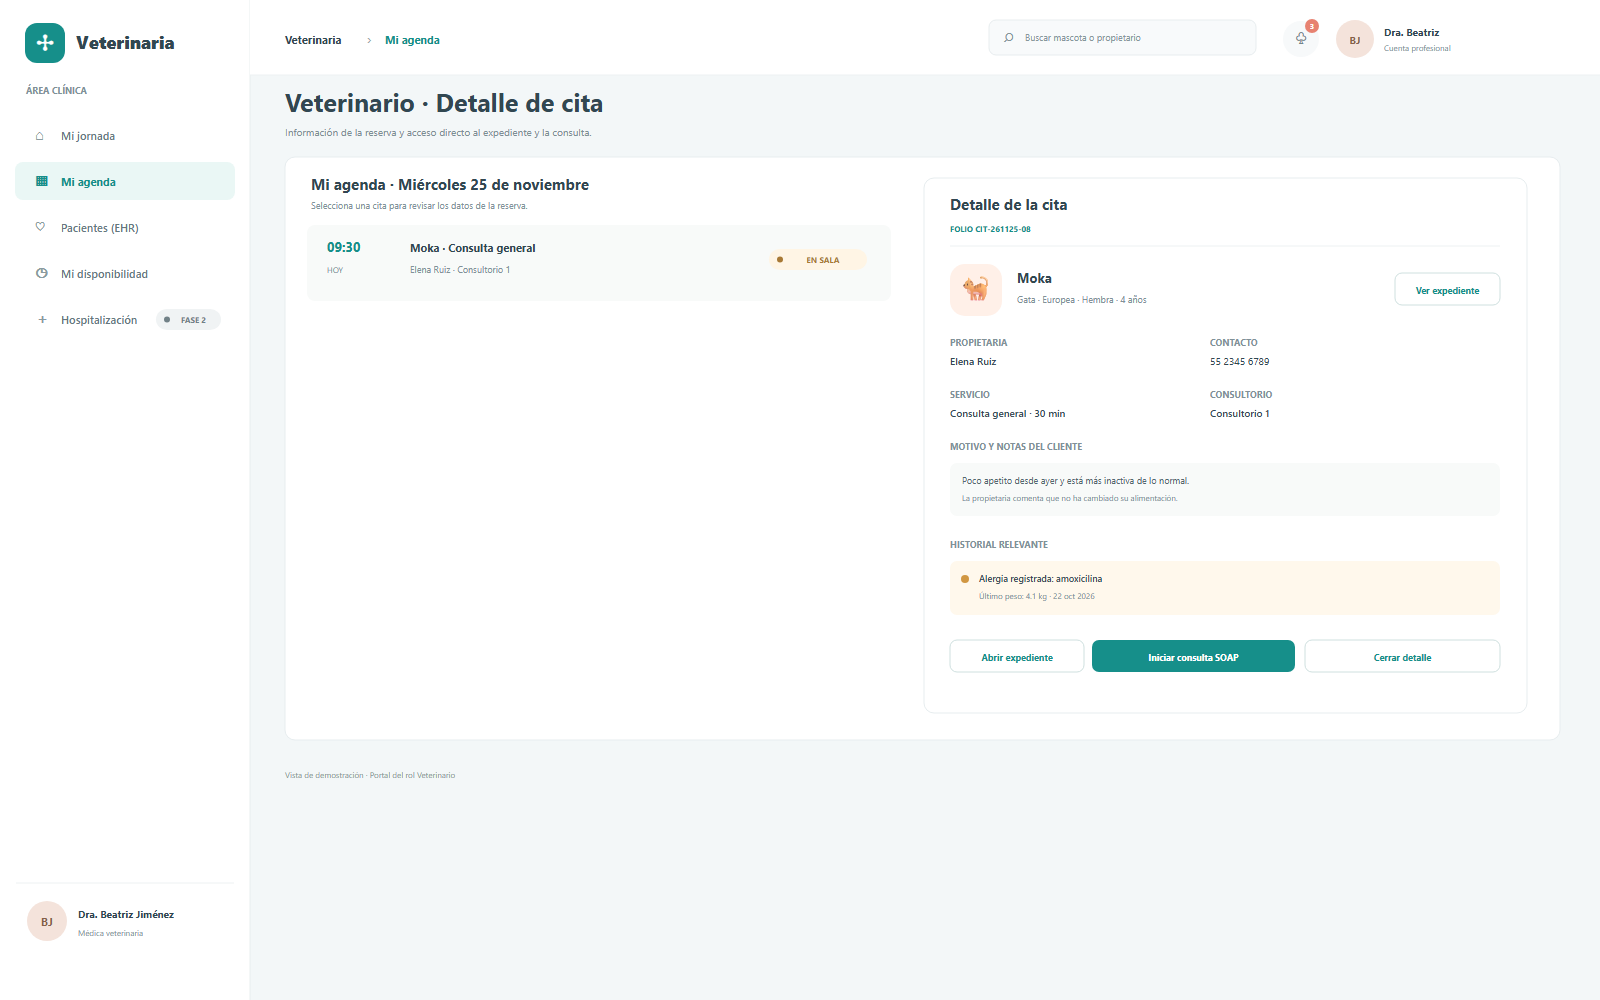 Veterinaria
ÁREA CLÍNICA
Mi jornada
Mi agenda
Pacientes (EHR)
Mi disponibilidad
Hospitalización
FASE 2
Dra. Beatriz Jiménez
BJ
Médica veterinaria
Veterinaria › Mi agenda
Buscar mascota o propietario
3
BJ
Dra. Beatriz
Cuenta profesional
Veterinario · Detalle de cita
Información de la reserva y acceso directo al expediente y la consulta.
Mi agenda · Miércoles 25 de noviembre
Selecciona una cita para revisar los datos de la reserva.
09:30
HOY
Moka · Consulta general
Elena Ruiz · Consultorio 1
EN SALA
Detalle de la cita
FOLIO CIT-261125-08
Moka
Gata · Europea · Hembra · 4 años
Ver expediente
PROPIETARIA
Elena Ruiz
CONTACTO
55 2345 6789
SERVICIO
Consulta general · 30 min
CONSULTORIO
Consultorio 1
MOTIVO Y NOTAS DEL CLIENTE
Poco apetito desde ayer y está más inactiva de lo normal.
La propietaria comenta que no ha cambiado su alimentación.
HISTORIAL RELEVANTE
Alergia registrada: amoxicilina
Último peso: 4.1 kg · 22 oct 2026
Abrir expediente
Iniciar consulta SOAP
Cerrar detalle
Vista de demostración · Portal del rol Veterinario